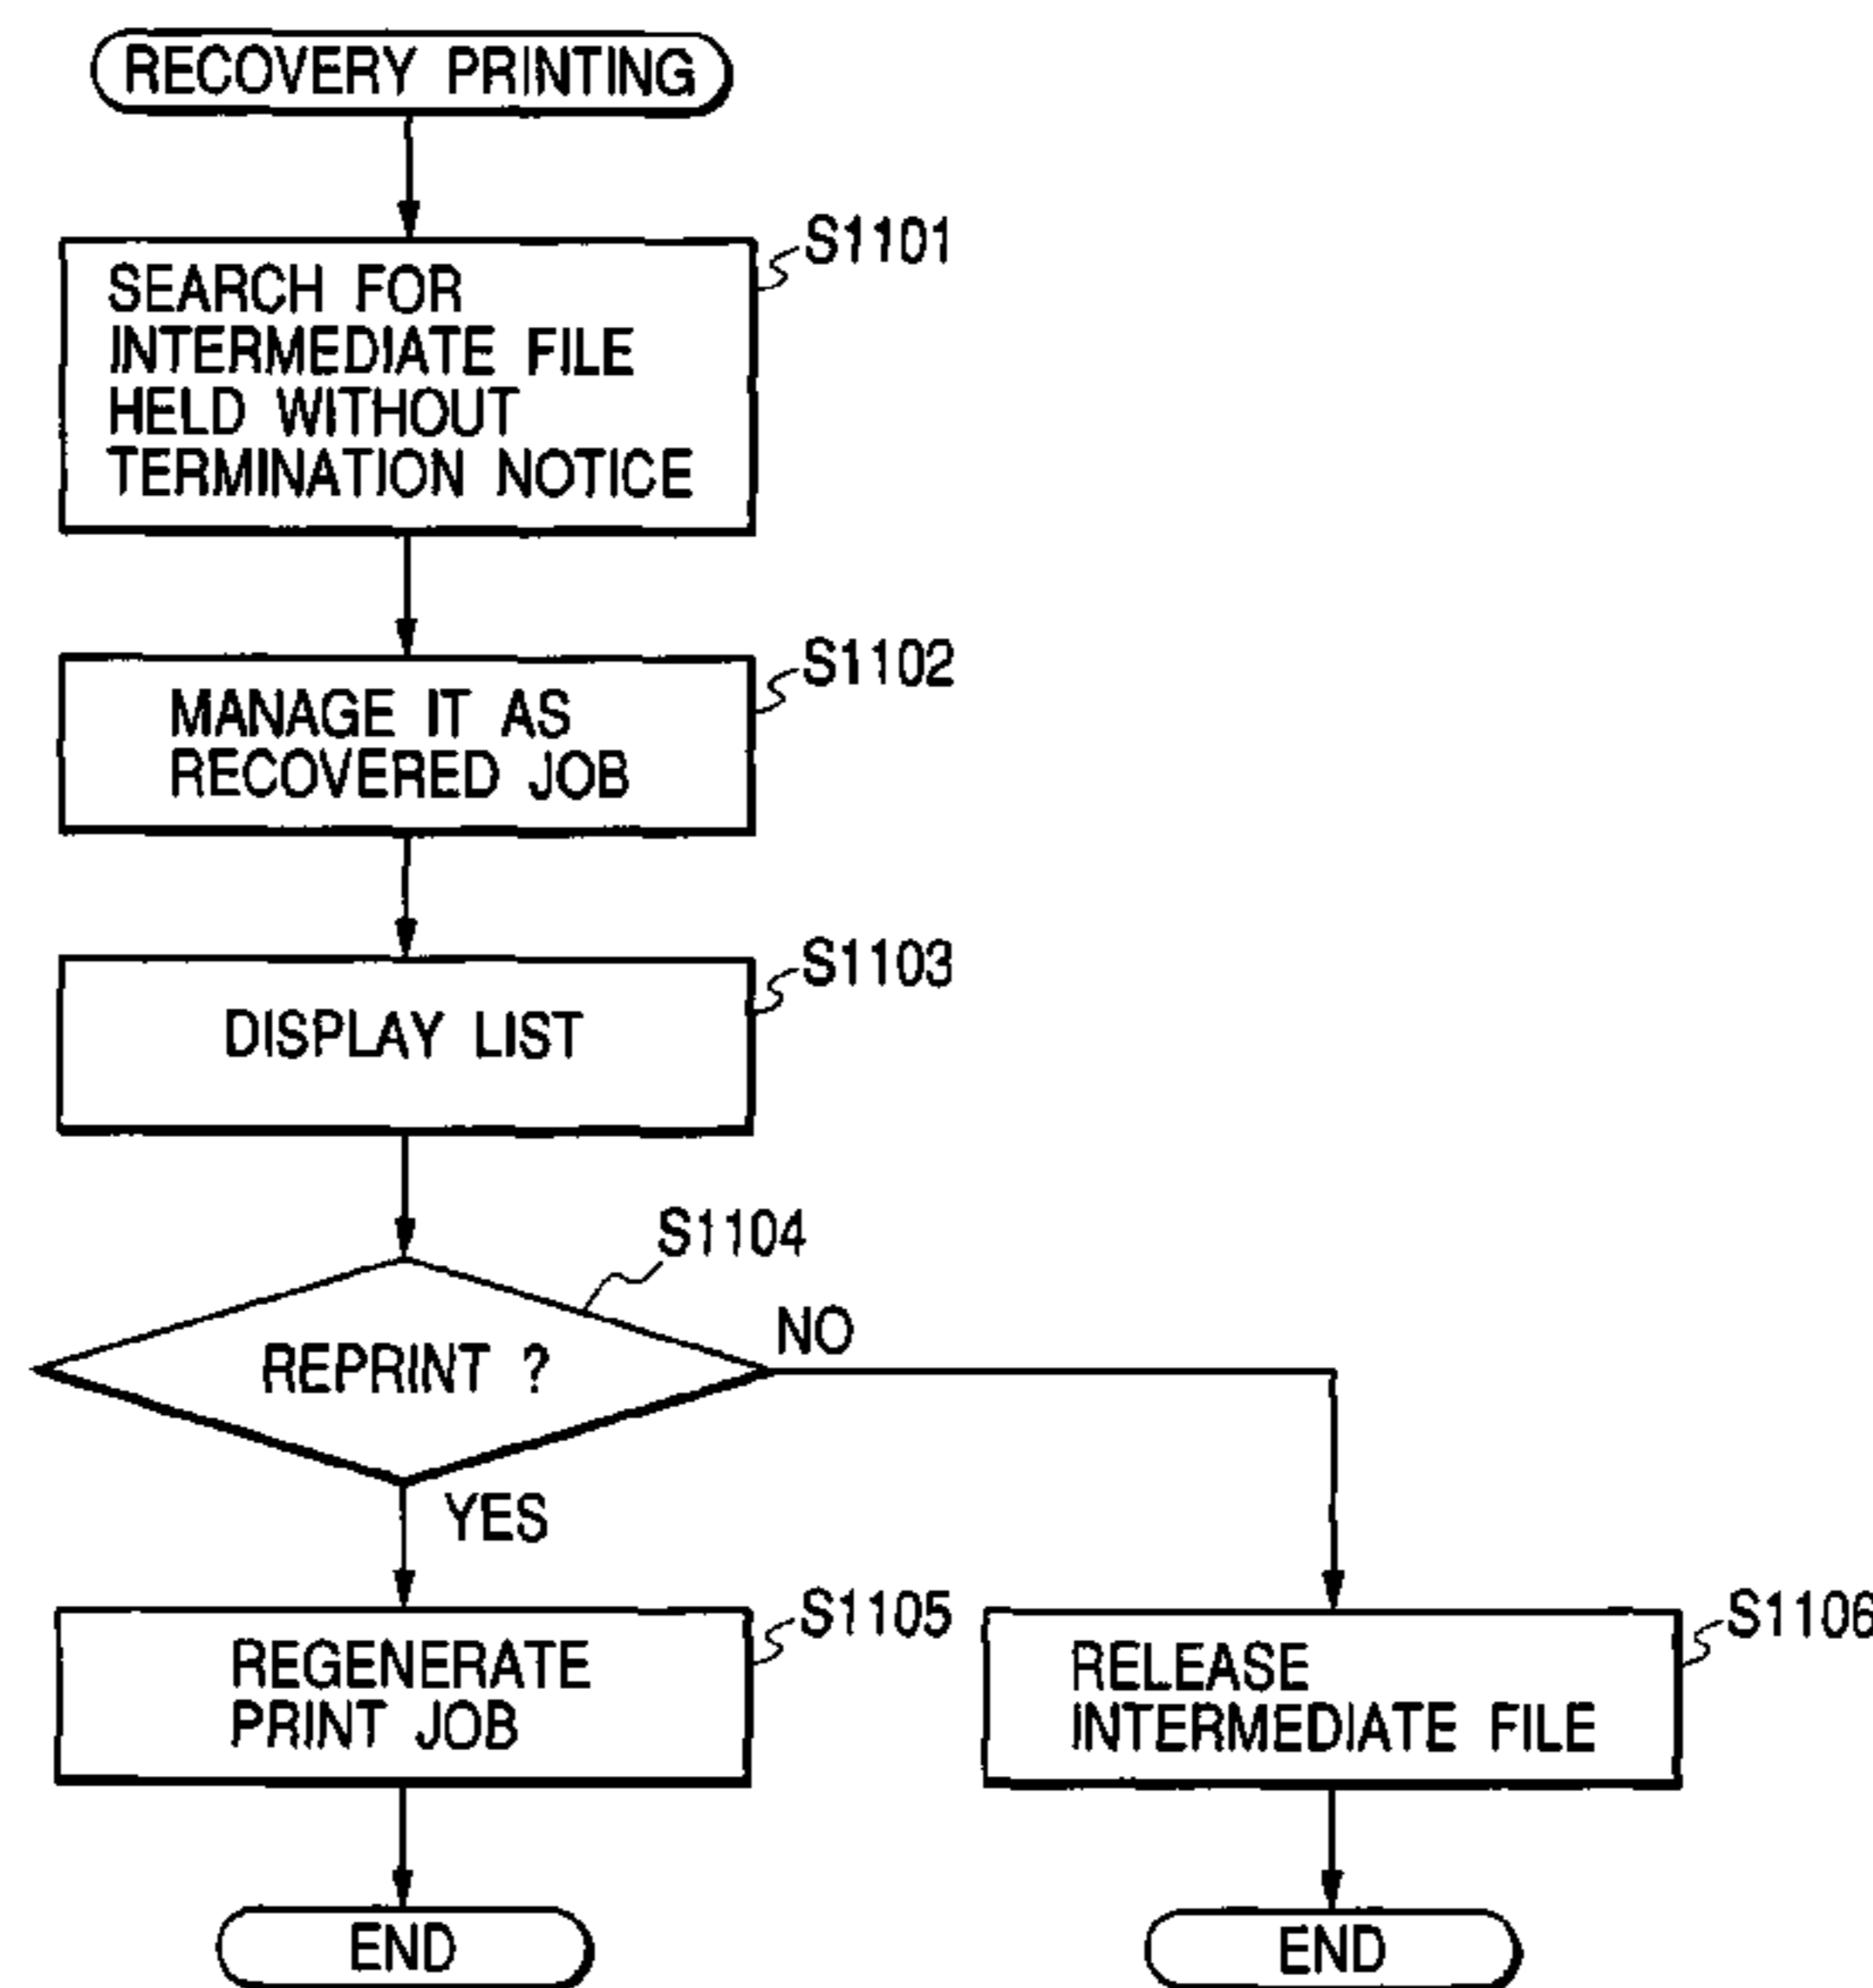 RECOVERY PRINTING
S1101
SEARCH FOR
INTERMEDIATE FILE
HELD WITHOUT
TERMINATION NOTICE
S1102
MANAGE IT AS
RECOVERED JOB
S1103
DISPLAY LIST
S1104
REPRINT ?
NO
YES
S1105
REGENERATE
PRINT JOB
S1106
RELEASE
INTERMEDIATE FILE
END
END